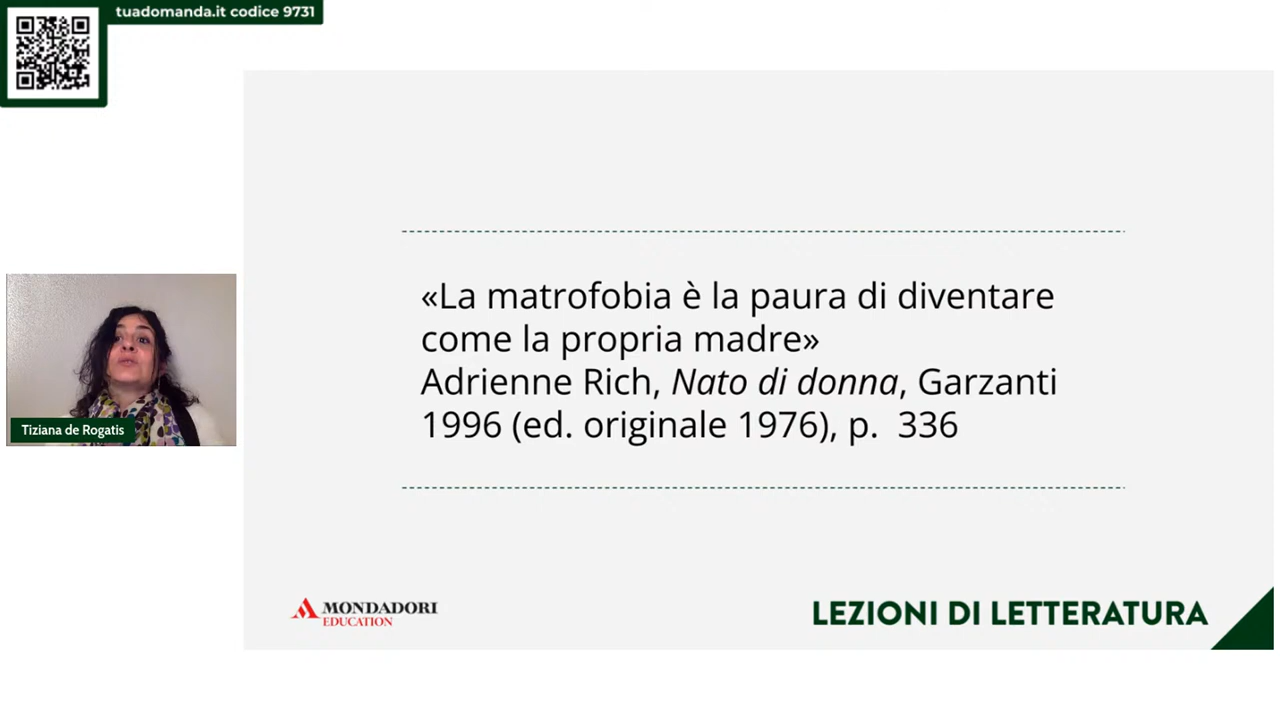 tuadomanda.it codice 9731
«La matrofobia è la paura di diventare
come la propria madre»
Adrienne Rich, Nato di donna, Garzanti
1996 (ed. originale 1976), p. 336
Tiziana de Rogatis
MONDADORI
EDUCATION
LEZIONI DI LETTERATURA